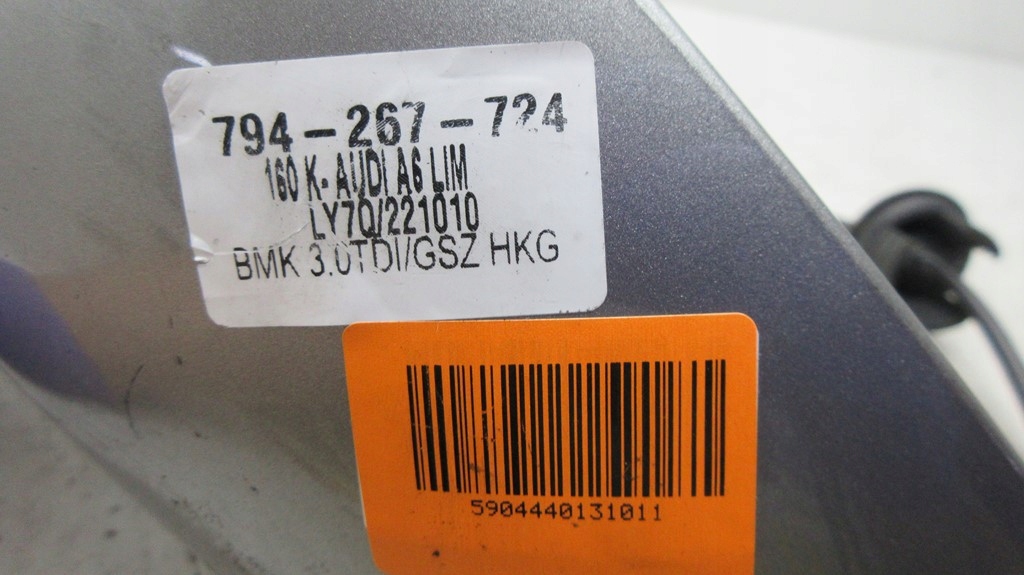 794-267-724
160 K- AUDI A6 LIM
LY7Q/221010
BMK 3.0TDI/GSZ HKG
5904440131011